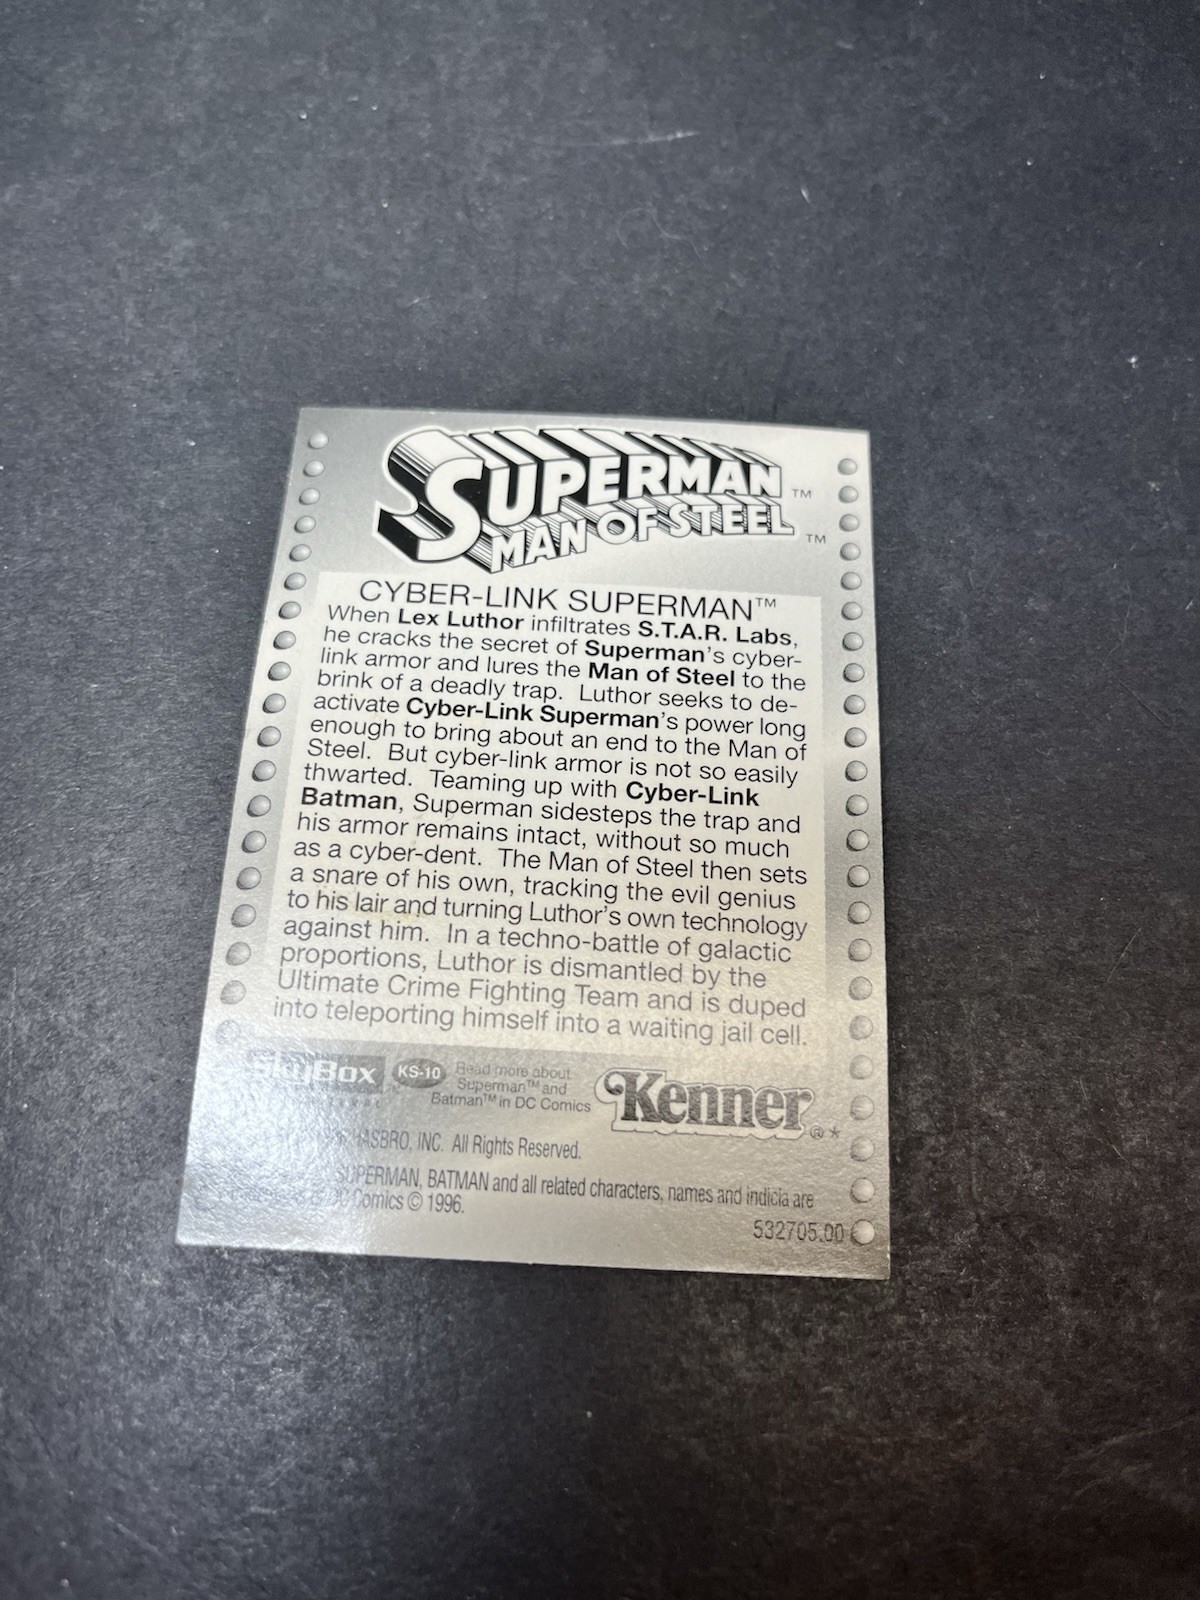 SUPERMAN ™
MAN OF STEEL ™
CYBER-LINK SUPERMAN™
When Lex Luthor infiltrates S.T.A.R. Labs,
he cracks the secret of Superman's cyber-
link armor and lures the Man of Steel to the
brink of a deadly trap. Luthor seeks to de-
activate Cyber-Link Superman's power long
enough to bring about an end to the Man of
Steel. But cyber-link armor is not so easily
thwarted. Teaming up with Cyber-Link
Batman, Superman sidesteps the trap and
his armor remains intact, without so much
as a cyber-dent. The Man of Steel then sets
a snare of his own, tracking the evil genius
to his lair and turning Luthor's own technology
against him. In a techno-battle of galactic
proportions, Luthor is dismantled by the
Ultimate Crime Fighting Team and is duped
into teleporting himself into a waiting jail cell.
SkyBox
KS-10
Read more about
Superman™ and
Batman™ in DC Comics
Kenner ®*
HASBRO, INC. All Rights Reserved.
SUPERMAN, BATMAN and all related characters, names and indicia are
DC Comics © 1996.
532705.00